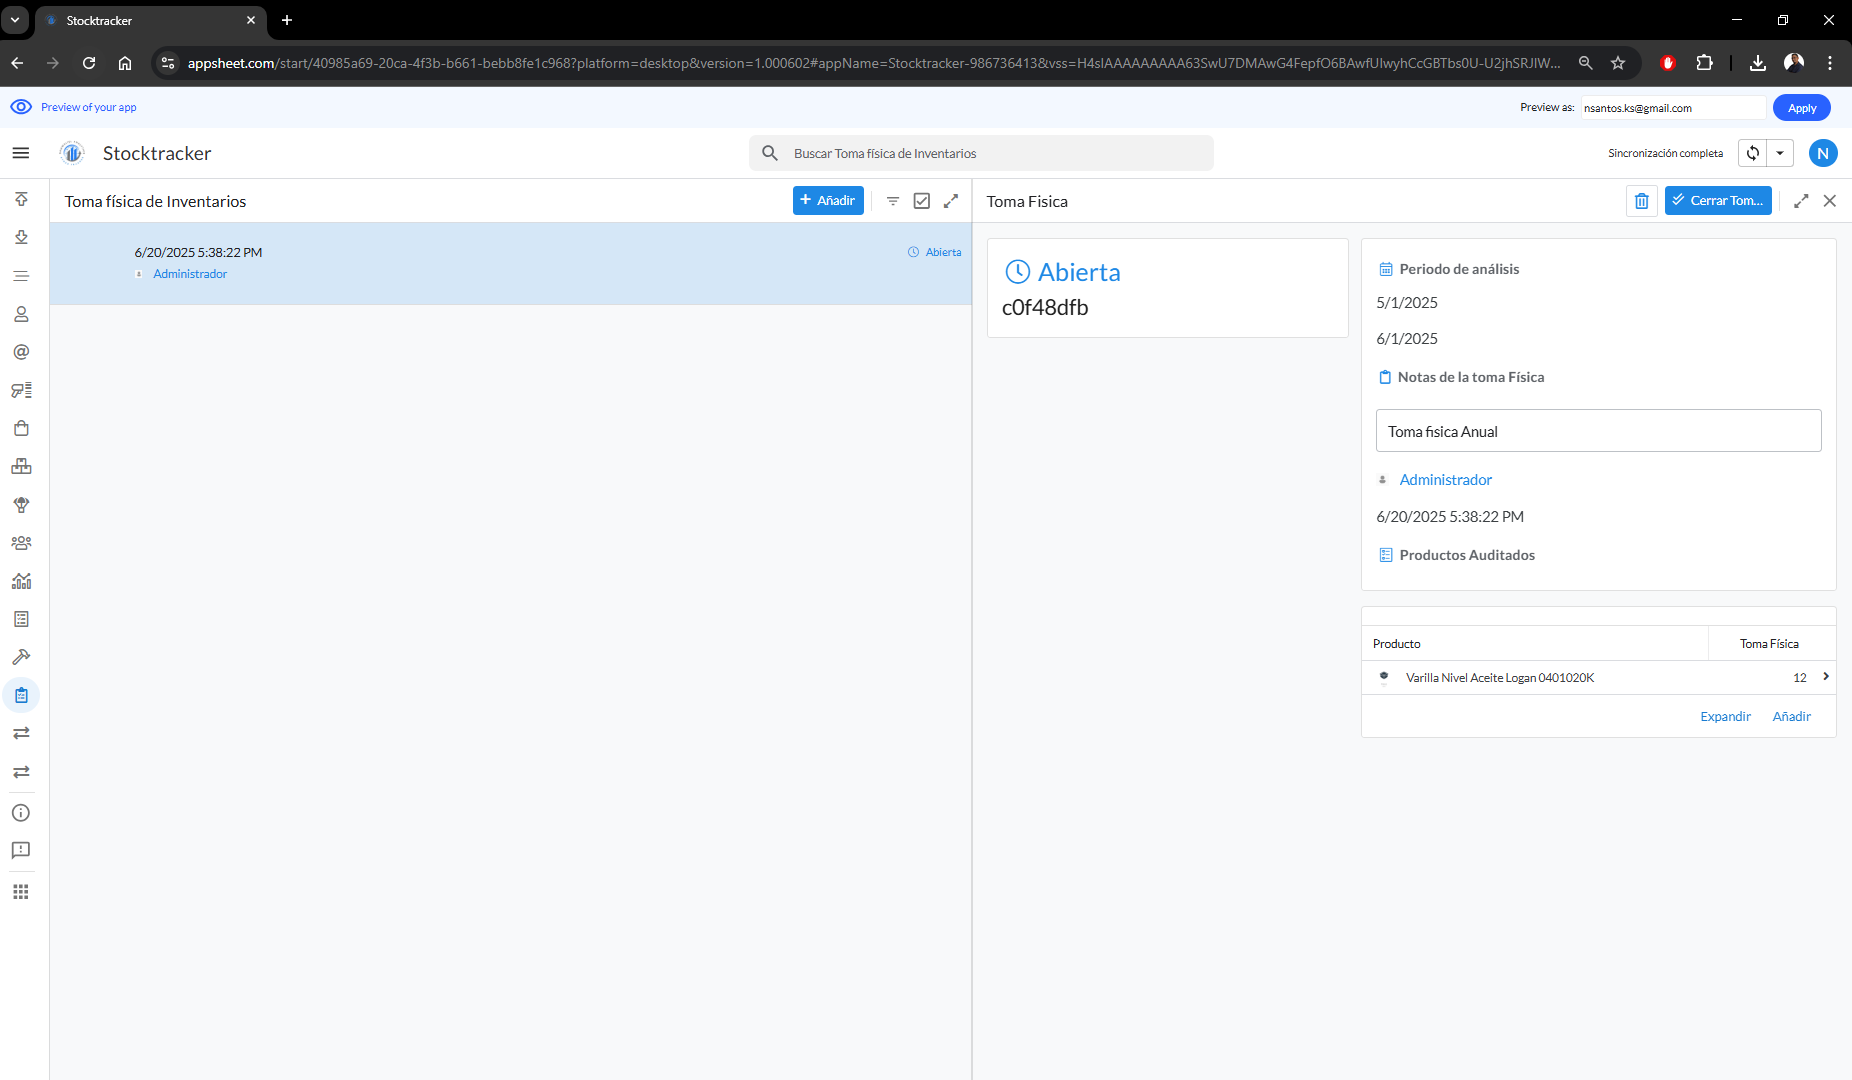 Stocktracker
appsheet.com/start/40985a69-20ca-4f3b-b661-bebb8fe1c968?platform=desktop&version=1.000602#appName=Stocktracker-986736413&vss=H4sIAAAAAAAAA63SwU7DMAwG4FepfO6BAwfUIwyhCcGBTbs0U-U2jhSRJIW...
Preview of your app
Preview as:
nsantos.ks@gmail.com
Apply
Stocktracker
Buscar Toma física de Inventarios
Sincronización completa
N
Toma física de Inventarios
+ Añadir
6/20/2025 5:38:22 PM
Abierta
Administrador
Toma Fisica
Cerrar Tom...
Abierta
c0f48dfb
Periodo de análisis
5/1/2025
6/1/2025
Notas de la toma Física
Toma fisica Anual
Administrador
6/20/2025 5:38:22 PM
Productos Auditados
Producto
Toma Física
Varilla Nivel Aceite Logan 0401020K
12
Expandir
Añadir